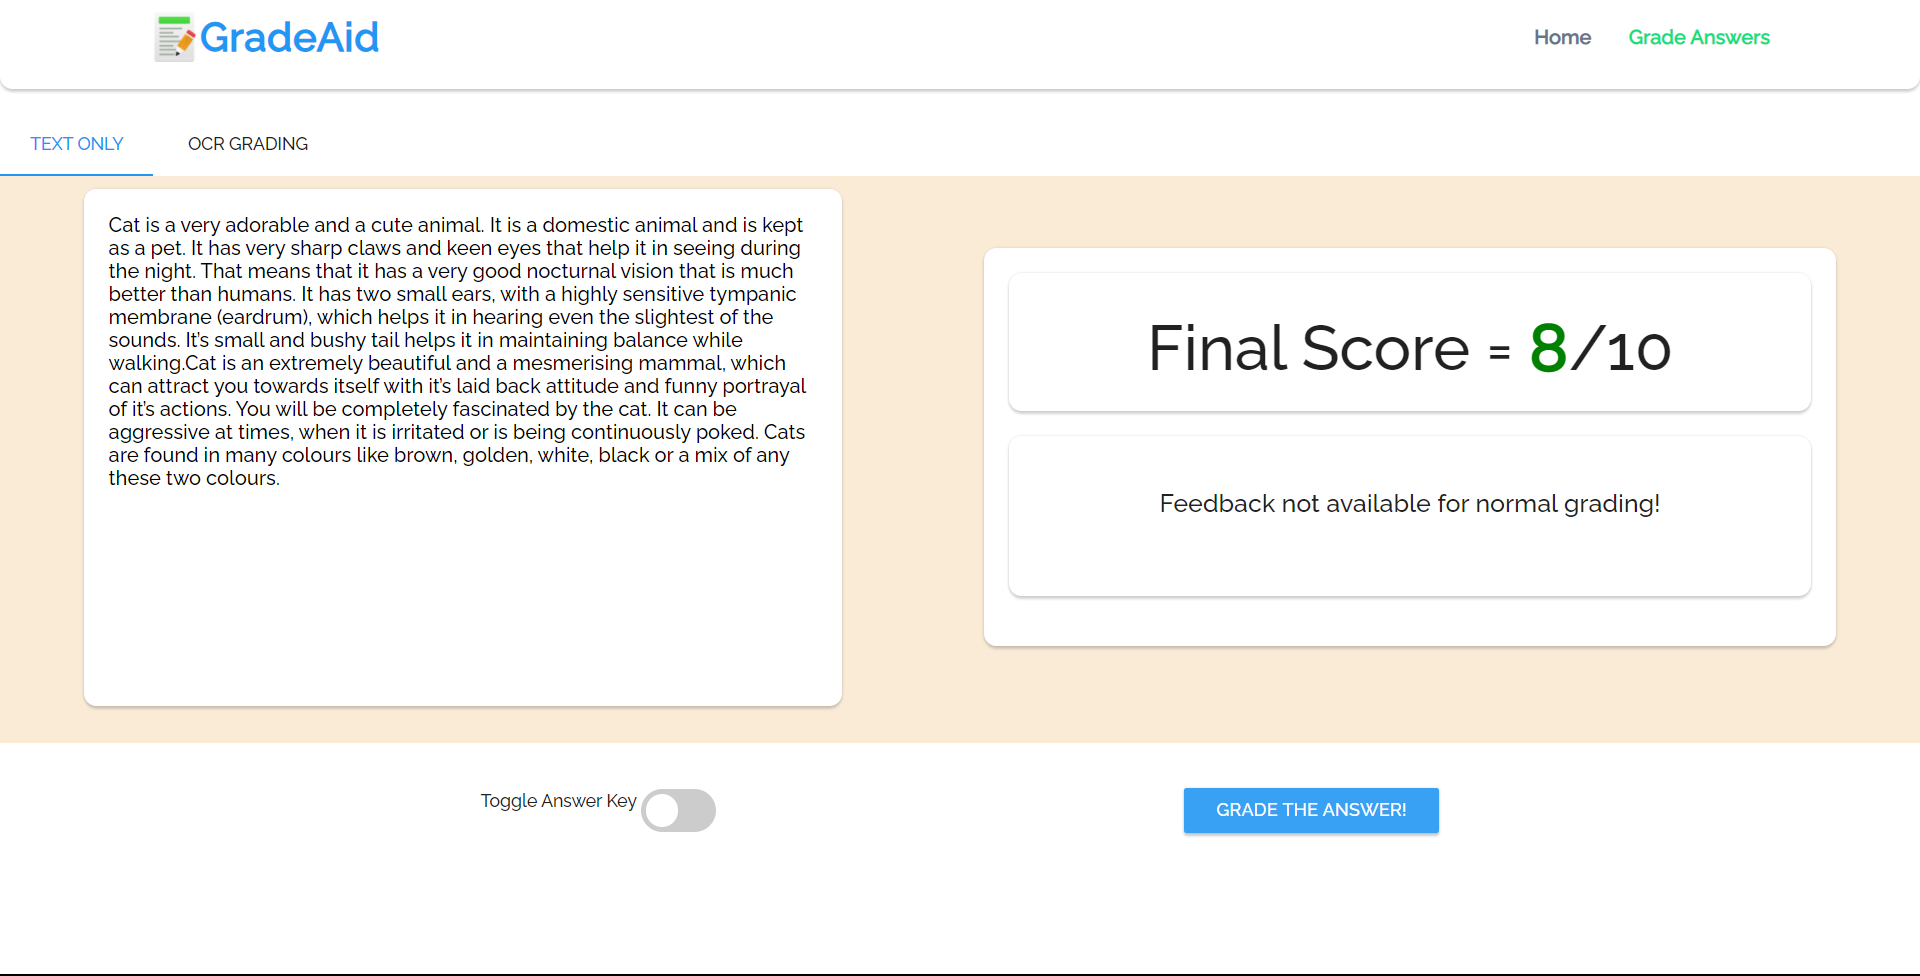 GradeAid
Home
Grade Answers
TEXT ONLY
OCR GRADING
Cat is a very adorable and a cute animal. It is a domestic animal and is kept
as a pet. It has very sharp claws and keen eyes that help it in seeing during
the night. That means that it has a very good nocturnal vision that is much
better than humans. It has two small ears, with a highly sensitive tympanic
membrane (eardrum), which helps it in hearing even the slightest of the
sounds. It’s small and bushy tail helps it in maintaining balance while
walking.Cat is an extremely beautiful and a mesmerising mammal, which
can attract you towards itself with it’s laid back attitude and funny portrayal
of it’s actions. You will be completely fascinated by the cat. It can be
aggressive at times, when it is irritated or is being continuously poked. Cats
are found in many colours like brown, golden, white, black or a mix of any
these two colours.
Final Score = 8/10
Feedback not available for normal grading!
Toggle Answer Key
GRADE THE ANSWER!